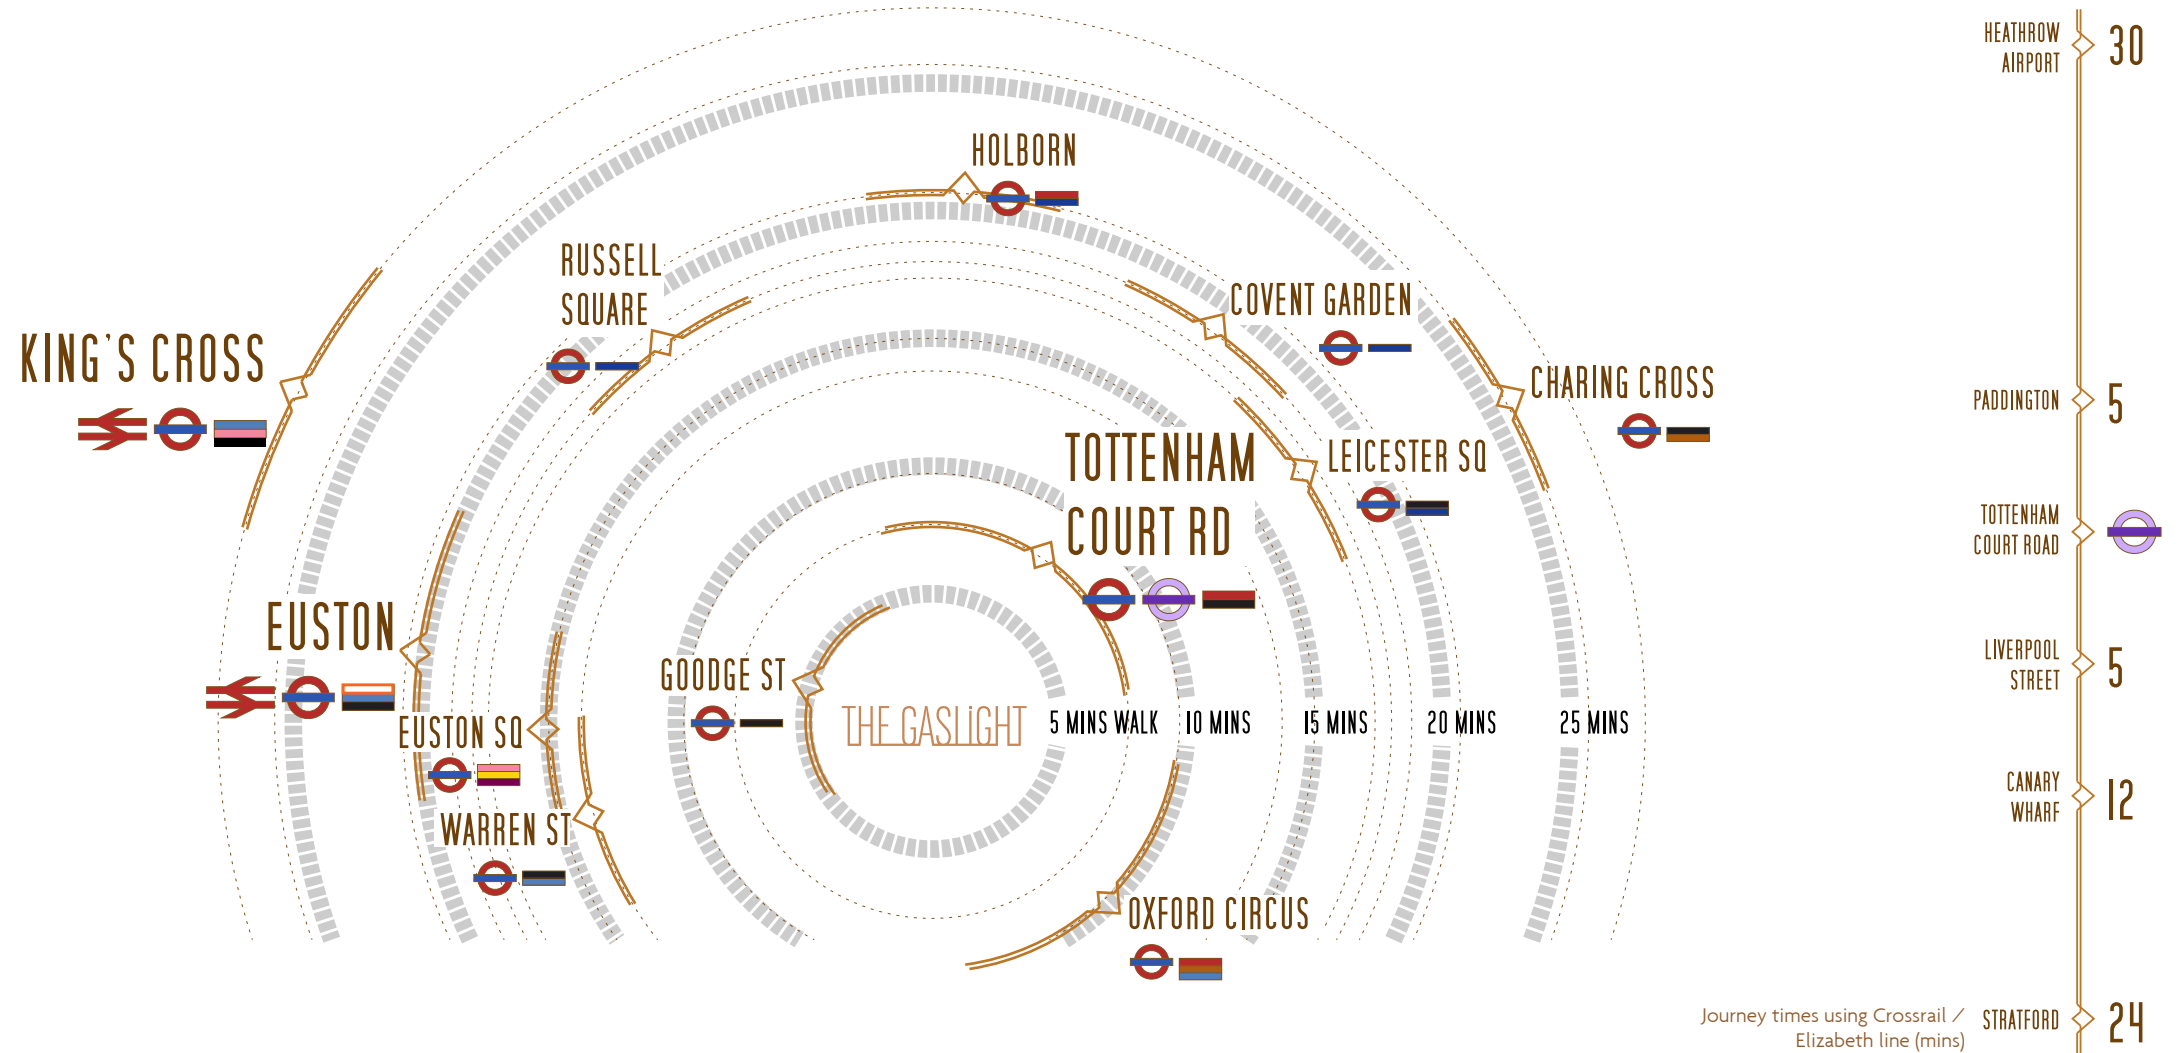 HOLBORN
RUSSELL
SQUARE
COVENT GARDEN
KING'S CROSS
CHARING CROSS
LEICESTER SQ
TOTTENHAM
COURT RD
EUSTON
GOODGE ST
EUSTON SQ
THE GASLIGHT
5 MINS WALK
10 MINS
15 MINS
20 MINS
25 MINS
WARREN ST
OXFORD CIRCUS
HEATHROW
AIRPORT
30
PADDINGTON
5
TOTTENHAM
COURT ROAD
LIVERPOOL
STREET
5
CANARY
WHARF
12
STRATFORD
24
Journey times using Crossrail /
Elizabeth line (mins)